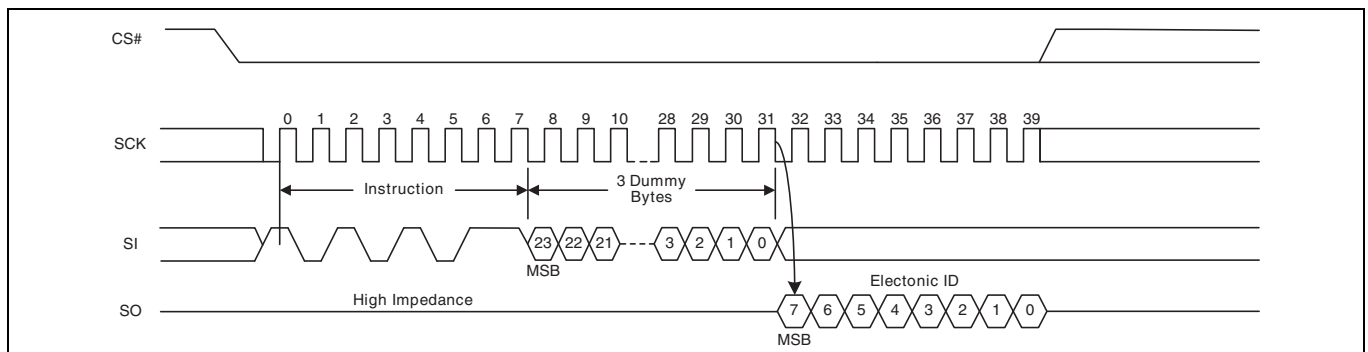 CS#
0 1 2 3 4 5 6 7 8 9 10 28 29 30 31 32 33 34 35 36 37 38 39
SCK
Instruction
3 Dummy
Bytes
SI
23 22 21 3 2 1 0
MSB
Electonic ID
High Impedance
SO
7 6 5 4 3 2 1 0
MSB